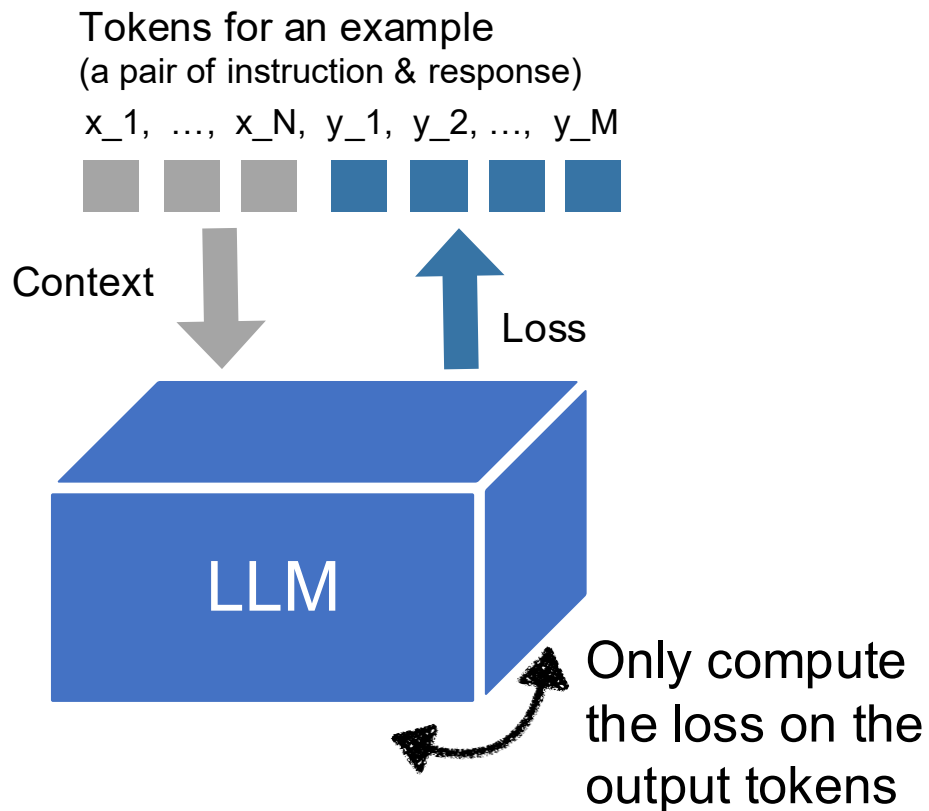 Tokens for an example
(a pair of instruction & response)
x_1, …, x_N, y_1, y_2, …, y_M
Context
Loss
LLM
Only compute
the loss on the
output tokens